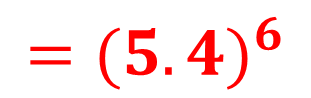 = (5.4)⁶